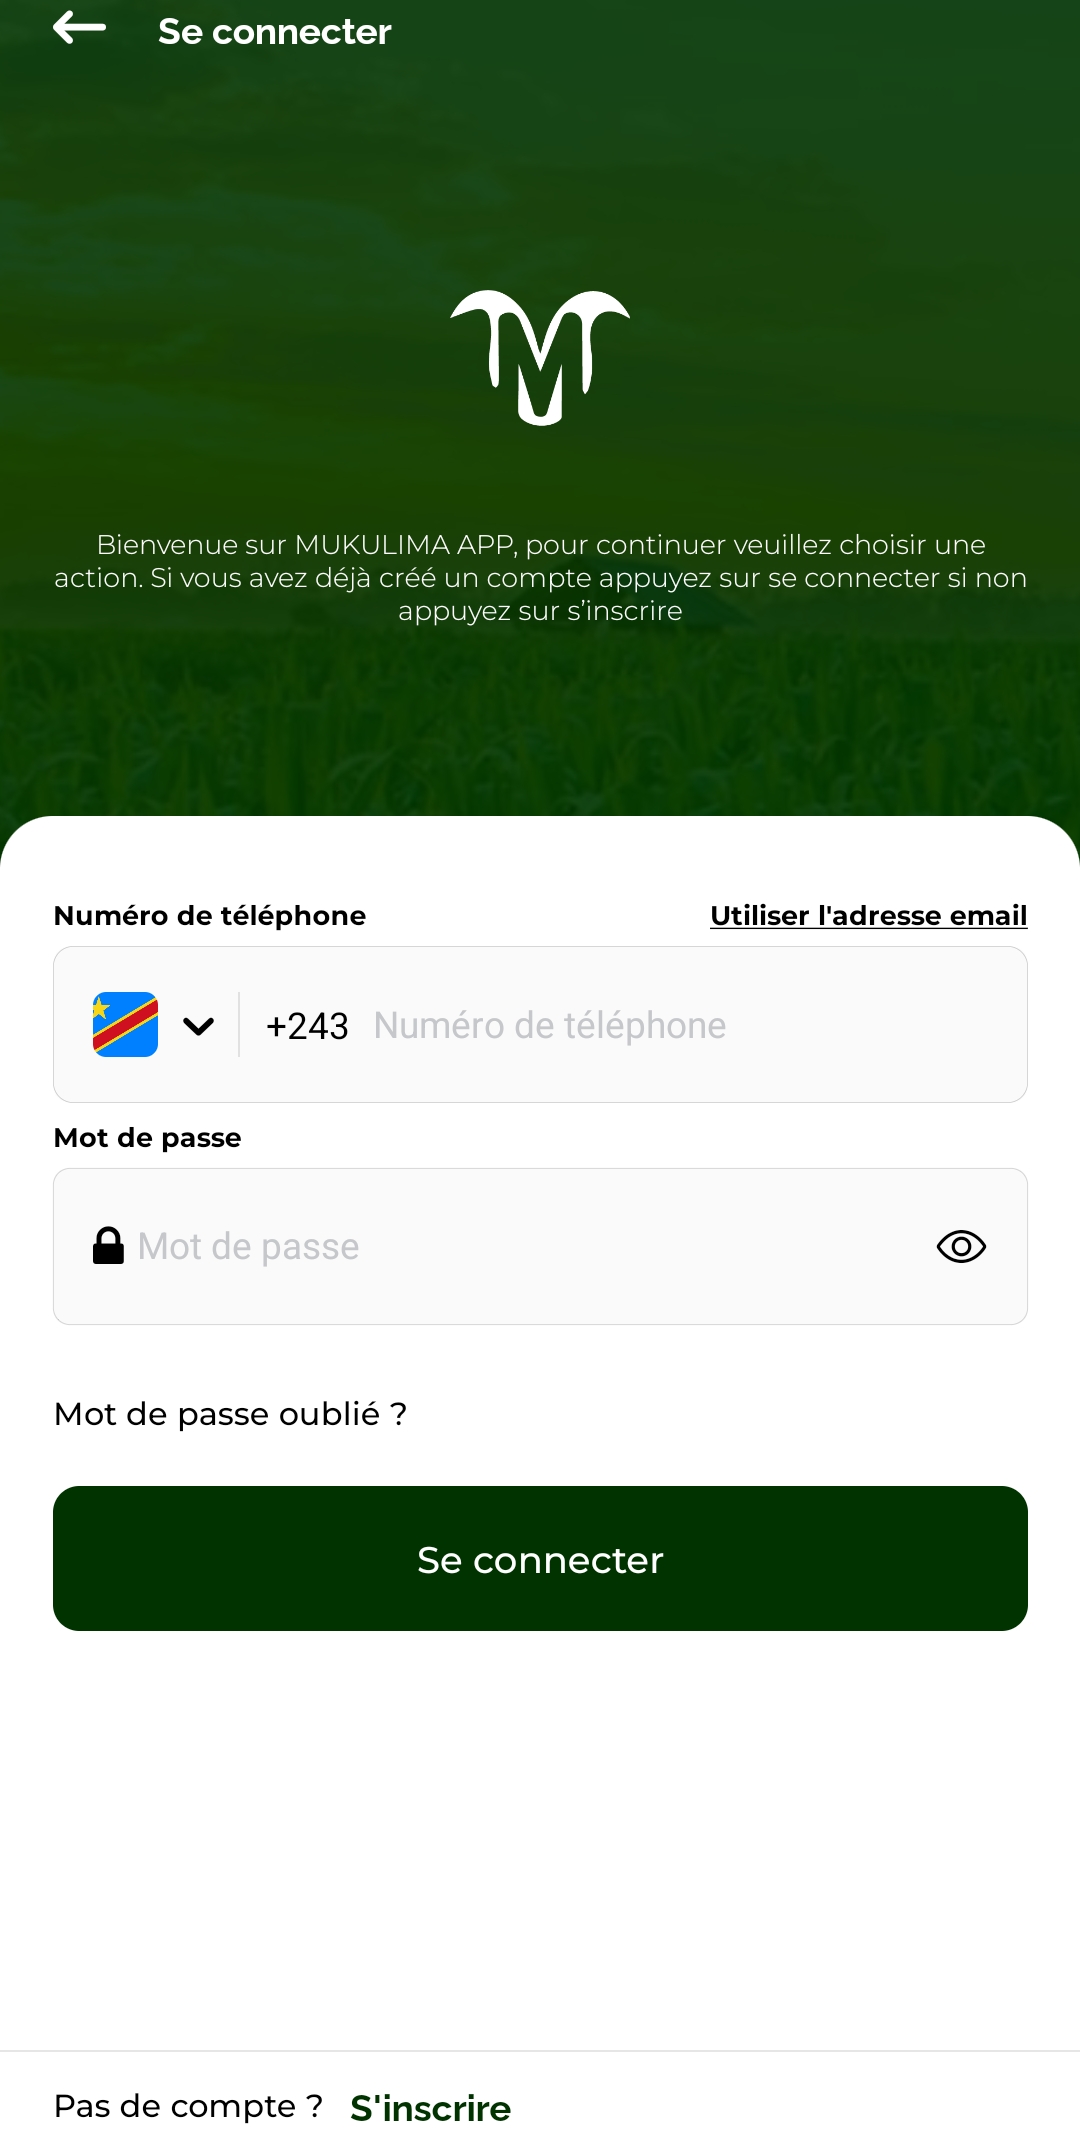 Se connecter
Bienvenue sur MUKULIMA APP, pour continuer veuillez choisir une
action. Si vous avez déjà créé un compte appuyez sur se connecter si non
appuyez sur s’inscrire
Numéro de téléphone Utiliser l'adresse email
+243 Numéro de téléphone
Mot de passe
Mot de passe
Mot de passe oublié ?
Se connecter
Pas de compte ? S'inscrire